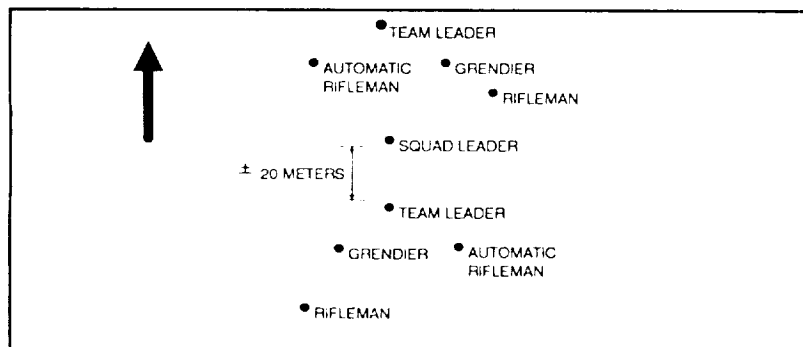 TEAM LEADER
AUTOMATIC
RIFLEMAN
GRENDIER
RIFLEMAN
SQUAD LEADER
± 20 METERS
TEAM LEADER
GRENDIER
AUTOMATIC
RIFLEMAN
RIFLEMAN